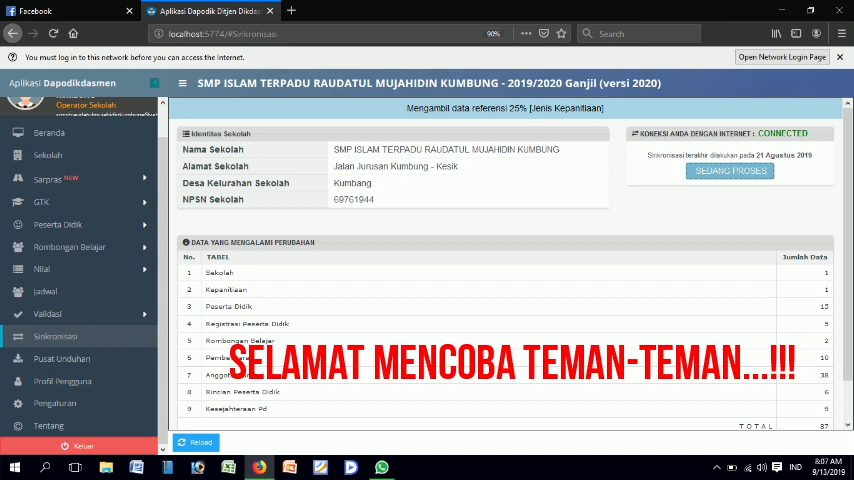 Facebook
Aplikasi Dapodik Ditjen Dikdas
localhost:5774/#Sinkronisasi
90%
Search
You must log in to this network before you can access the Internet.
Open Network Login Page
Aplikasi Dapodikdasmen
SMP ISLAM TERPADU RAUDATUL MUJAHIDIN KUMBUNG - 2019/2020 Ganjil (versi 2020)
Operator Sekolah
Mengambil data referensi 25% [Jenis Kepanitiaan]
Beranda
Sekolah
Sarpras NEW
GTK
Peserta Didik
Rombongan Belajar
Nilai
Jadwal
Validasi
Sinkronisasi
Pusat Unduhan
Profil Pengguna
Pengaturan
Tentang
Keluar
Identitas Sekolah
Nama Sekolah SMP ISLAM TERPADU RAUDATUL MUJAHIDIN KUMBUNG
Alamat Sekolah Jalan Jurusan Kumbung - Kesik
Desa Kelurahan Sekolah Kumbang
NPSN Sekolah 69761944
KONEKSI ANDA DENGAN INTERNET : CONNECTED
Sinkronisasi terakhir dilakukan pada 21 Agustus 2019
SEDANG PROSES
DATA YANG MENGALAMI PERUBAHAN
No. TABEL Jumlah Data
1 Sekolah 1
2 Kepanitiaan 1
3 Peserta Didik 15
4 Registrasi Peserta Didik 5
5 Rombongan Belajar 2
6 10
7 38
8 Rincian Peserta Didik 6
9 Kesejahteraan Pd 9
TOTAL 87
SELAMAT MENCOBA TEMAN-TEMAN...!!!
Reload
IND
8:07 AM
9/13/2019